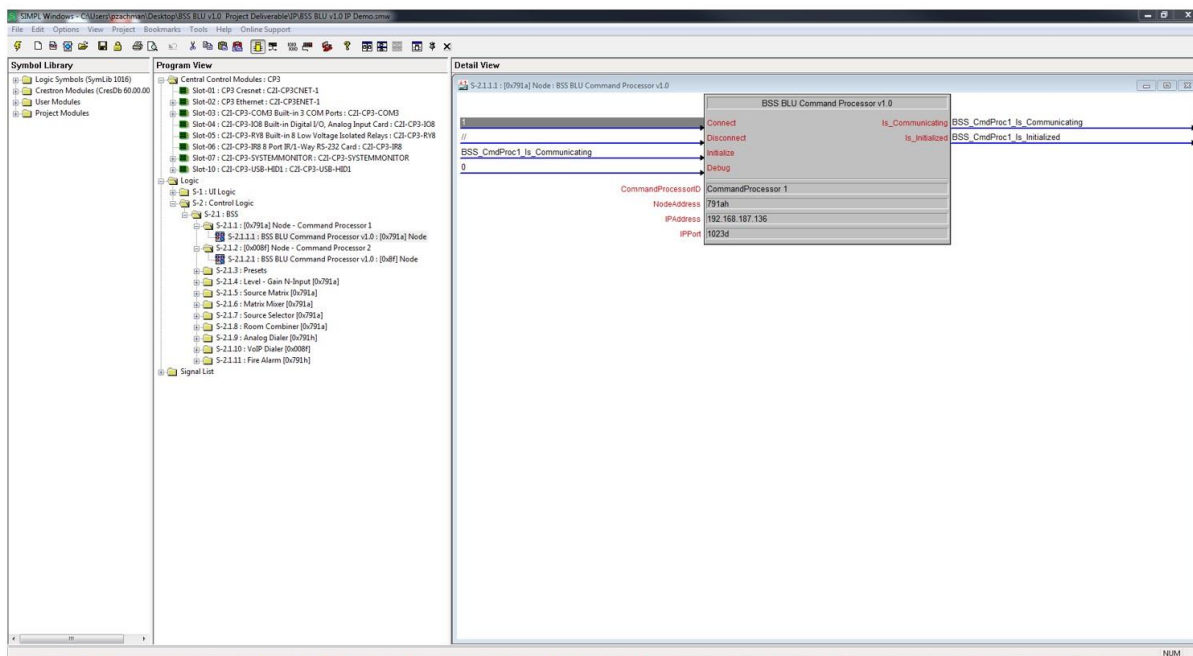 SIMPL Windows - C:\Users\pzachman\Desktop\BSS BLU v1.0 Project Deliverable\IP\BSS BLU v1.0 IP Demo.smw
File Edit Options View Project Bookmarks Tools Help Online Support
Symbol Library
Logic Symbols (SymLib 1016)
Crestron Modules (CresDb 60.00.00
User Modules
Project Modules
Program View
Central Control Modules : CP3
Slot-01 : CP3 Cresnet : C2I-CP3CNET-1
Slot-02 : CP3 Ethernet : C2I-CP3ENET-1
Slot-03 : C2I-CP3-COM3 Built-in 3 COM Ports : C2I-CP3-COM3
Slot-04 : C2I-CP3-IO8 Built-in Digital I/O, Analog Input Card : C2I-CP3-IO8
Slot-05 : C2I-CP3-RY8 Built-in 8 Low Voltage Isolated Relays : C2I-CP3-RY8
Slot-06 : C2I-CP3-IR8 8 Port IR/1-Way RS-232 Card : C2I-CP3-IR8
Slot-07 : C2I-CP3-SYSTEMMONITOR : C2I-CP3-SYSTEMMONITOR
Slot-10 : C2I-CP3-USB-HID1 : C2I-CP3-USB-HID1
Logic
S-1 : UI Logic
S-2 : Control Logic
S-2.1 : BSS
S-2.1.1 : [0x791a] Node - Command Processor 1
S-2.1.1.1 : BSS BLU Command Processor v1.0 : [0x791a] Node
S-2.1.2 : [0x008f] Node - Command Processor 2
S-2.1.2.1 : BSS BLU Command Processor v1.0 : [0x8f] Node
S-2.1.3 : Presets
S-2.1.4 : Level - Gain N-Input [0x791a]
S-2.1.5 : Source Matrix [0x791a]
S-2.1.6 : Matrix Mixer [0x791a]
S-2.1.7 : Source Selector [0x791a]
S-2.1.8 : Room Combiner [0x791a]
S-2.1.9 : Analog Dialer [0x791h]
S-2.1.10 : VoIP Dialer [0x008f]
S-2.1.11 : Fire Alarm [0x791h]
Signal List
Detail View
S-2.1.1.1 : [0x791a] Node : BSS BLU Command Processor v1.0
BSS BLU Command Processor v1.0
1 Connect Is_Communicating BSS_CmdProc1_Is_Communicating
// Disconnect Is_Initialized BSS_CmdProc1_Is_Initialized
BSS_CmdProc1_Is_Communicating Initialize
0 Debug
CommandProcessorID CommandProcessor 1
NodeAddress 791ah
IPAddress 192.168.187.136
IPPort 1023d
NUM